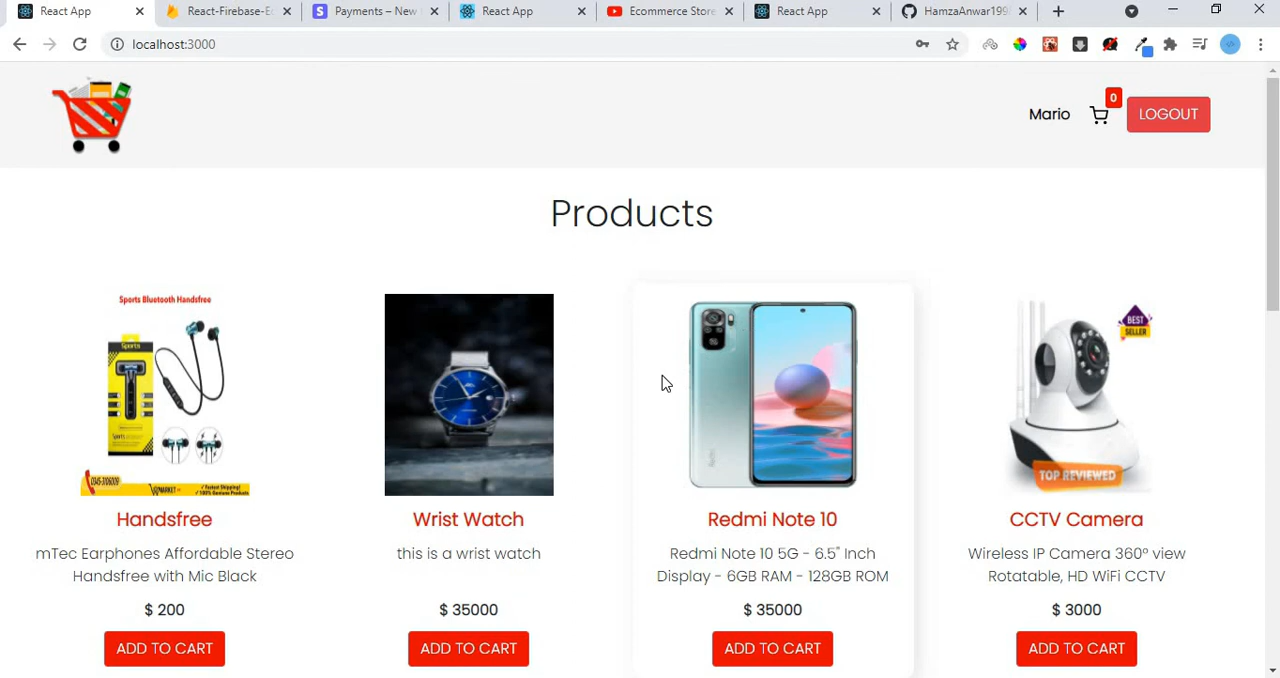 React App
React-Firebase-Ec
Payments – New
React App
Ecommerce Store
React App
HamzaAnwar199
localhost:3000
Mario
0
LOGOUT
Products
Sports Bluetooth Handsfree
Sports
BEST
SELLER
TOP REVIEWED
Handsfree
Wrist Watch
Redmi Note 10
CCTV Camera
mTec Earphones Affordable Stereo
Handsfree with Mic Black
this is a wrist watch
Redmi Note 10 5G - 6.5" Inch
Display - 6GB RAM - 128GB ROM
Wireless IP Camera 360° view
Rotatable, HD WiFi CCTV
$ 200
$ 35000
$ 35000
$ 3000
ADD TO CART
ADD TO CART
ADD TO CART
ADD TO CART